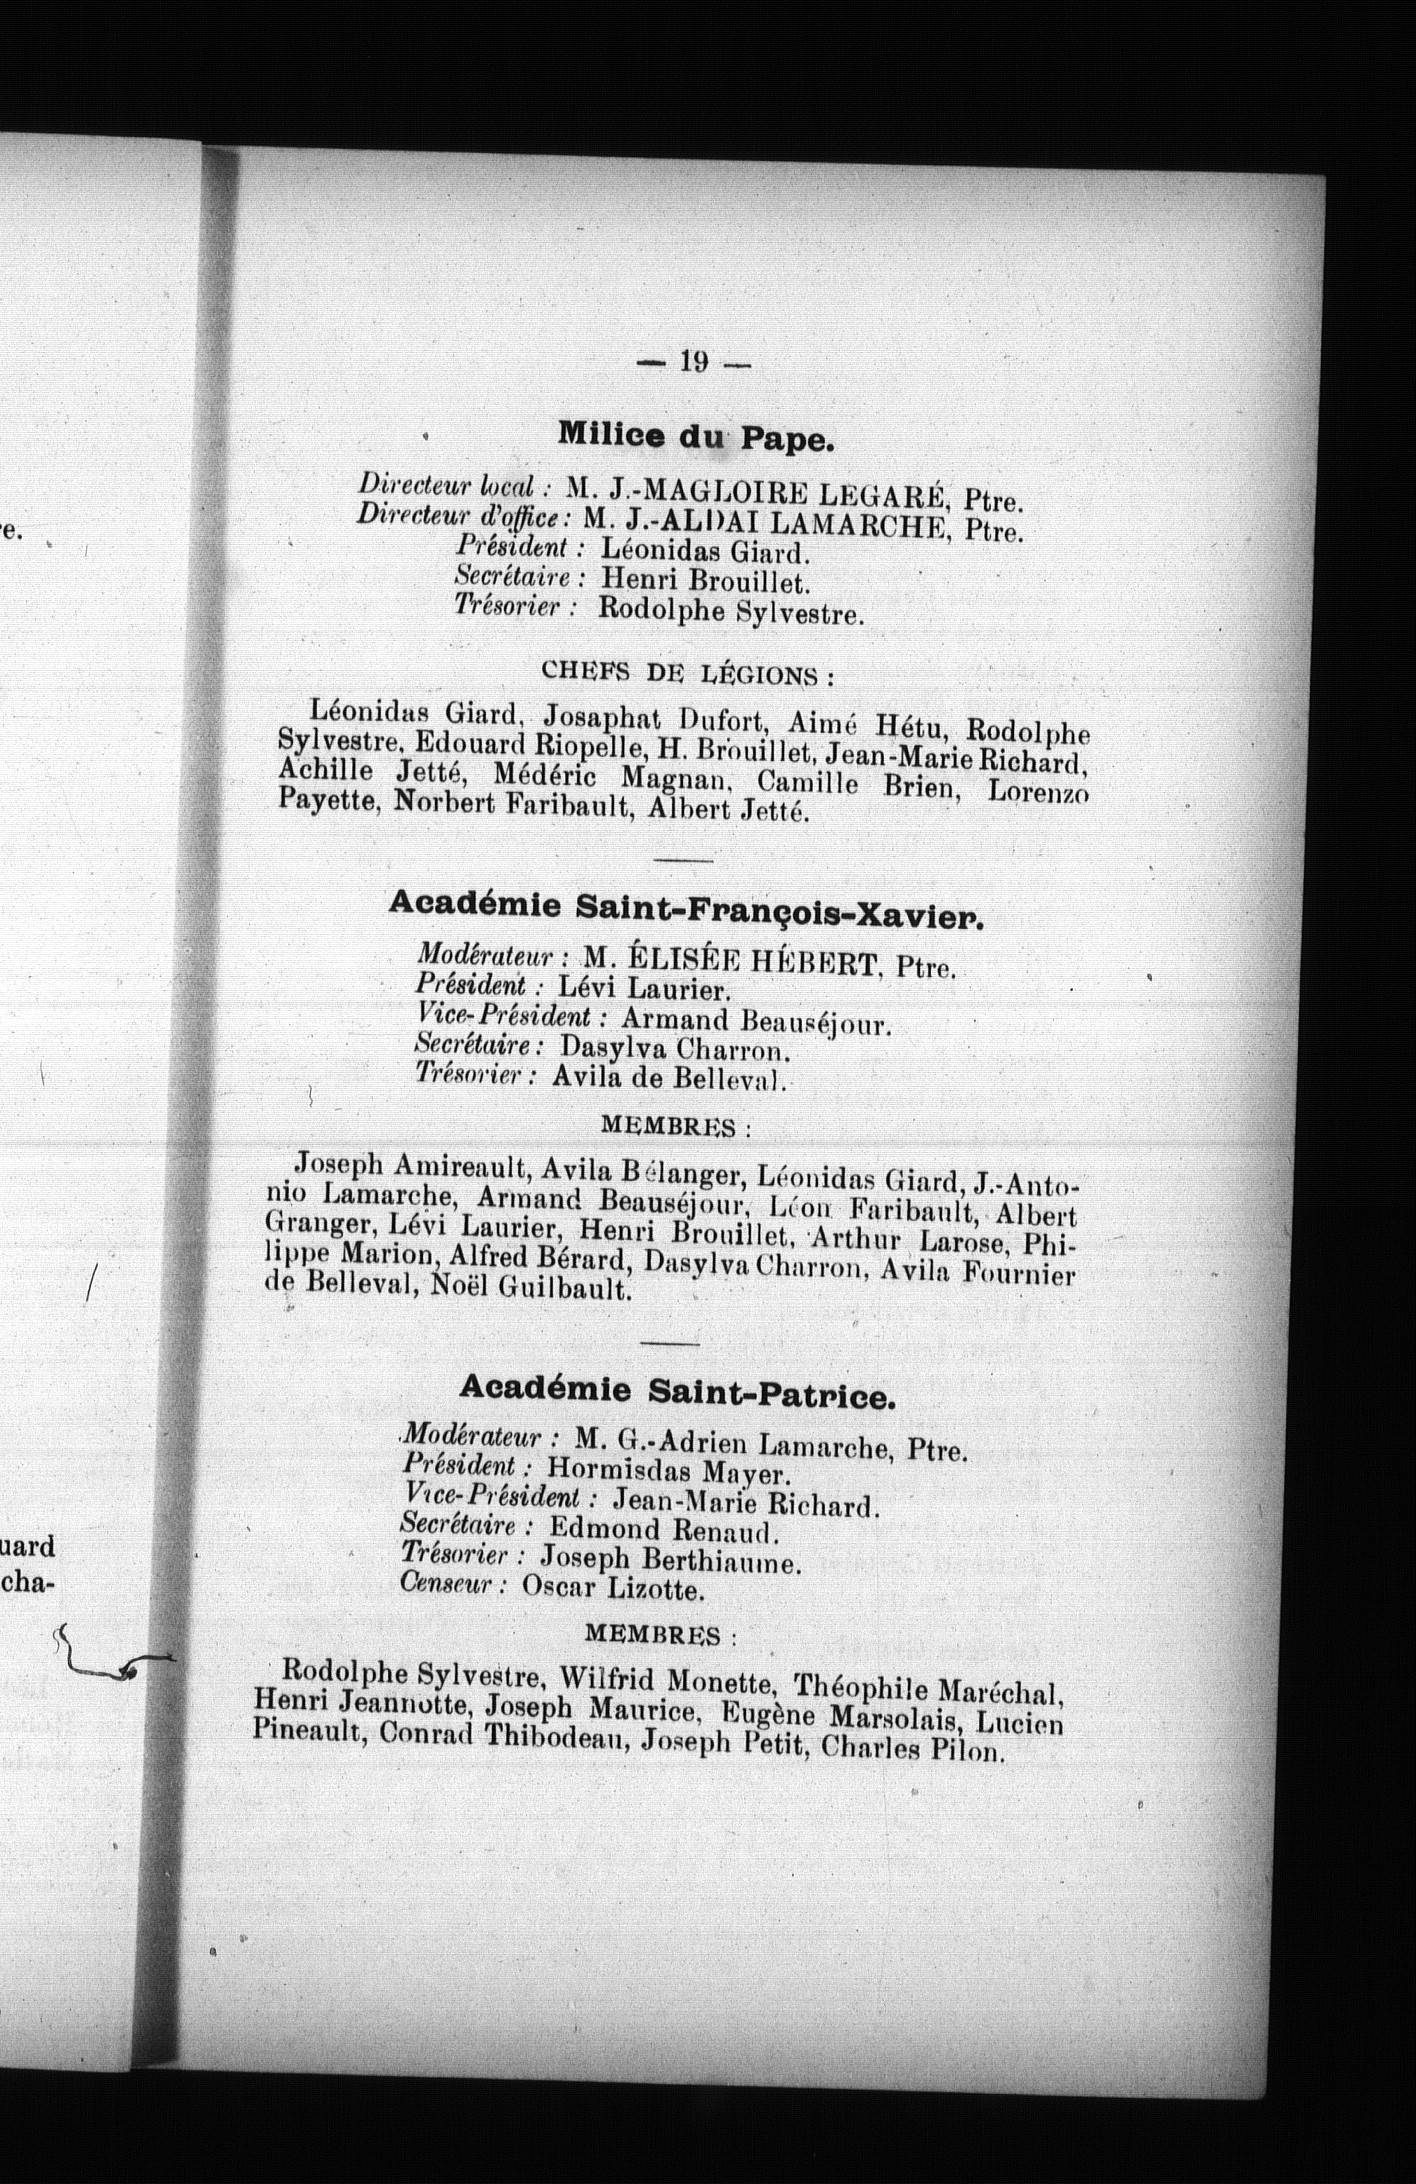 — 19 —
Milice du Pape.
Directeur local : M. J.-MAGLOIRE LEGARÉ, Ptre.
Directeur d'office : M. J.-ALDAI LAMARCHE, Ptre.
Président : Léonidas Giard.
Secrétaire : Henri Brouillet.
Trésorier : Rodolphe Sylvestre.
CHEFS DE LÉGIONS :
Léonidas Giard, Josaphat Dufort, Aimé Hétu, Rodolphe
Sylvestre, Edouard Riopelle, H. Brouillet, Jean-Marie Richard,
Achille Jetté, Médéric Magnan, Camille Brien, Lorenzo
Payette, Norbert Faribault, Albert Jetté.
Académie Saint-François-Xavier.
Modérateur : M. ÉLISÉE HÉBERT, Ptre.
Président : Lévi Laurier.
Vice-Président : Armand Beauséjour.
Secrétaire : Dasylva Charron.
Trésorier : Avila de Belleval.
MEMBRES :
Joseph Amireault, Avila Bélanger, Léonidas Giard, J.-Anto-
nio Lamarche, Armand Beauséjour, Léon Faribault, Albert
Granger, Lévi Laurier, Henri Brouillet, Arthur Larose, Phi-
lippe Marion, Alfred Bérard, Dasylva Charron, Avila Fournier
de Belleval, Noël Guilbault.
Académie Saint-Patrice.
Modérateur : M. G.-Adrien Lamarche, Ptre.
Président : Hormisdas Mayer.
Vice-Président : Jean-Marie Richard.
Secrétaire : Edmond Renaud.
Trésorier : Joseph Berthiaume.
Censeur : Oscar Lizotte.
MEMBRES :
Rodolphe Sylvestre, Wilfrid Monette, Théophile Maréchal,
Henri Jeannotte, Joseph Maurice, Eugène Marsolais, Lucien
Pineault, Conrad Thibodeau, Joseph Petit, Charles Pilon.